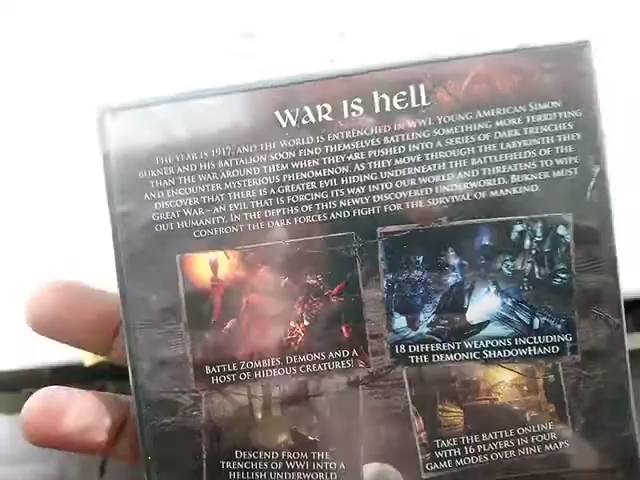 WAR IS hELL
THE YEAR IS 1917, AND THE WORLD IS ENTRENCHED IN WWI. YOUNG AMERICAN SIMON
BUKNER AND HIS BATTALION SOON FIND THEMSELVES BATTLING SOMETHING MORE TERRIFYING
THAN THE WAR AROUND THEM WHEN THEY ARE PUSHED INTO A SERIES OF DARK TRENCHES
AND ENCOUNTER MYSTERIOUS PHENOMENON. AS THEY MOVE THROUGH THE LABYRINTH THEY
DISCOVER THAT THERE IS A GREATER EVIL HIDING UNDERNEATH THE BATTLEFIELDS OF THE
GREAT WAR – AN EVIL THAT IS FORCING ITS WAY INTO OUR WORLD AND THREATENS TO WIPE
OUT HUMANITY. IN THE DEPTHS OF THIS NEWLY DISCOVERED UNDERWORLD, BUKNER MUST
CONFRONT THE DARK FORCES AND FIGHT FOR THE SURVIVAL OF MANKIND.
BATTLE ZOMBIES, DEMONS AND A
HOST OF HIDEOUS CREATURES!
18 DIFFERENT WEAPONS INCLUDING
THE DEMONIC SHADOWHAND
DESCEND FROM THE
TRENCHES OF WWI INTO A
HELLISH UNDERWORLD
TAKE THE BATTLE ONLINE
WITH 16 PLAYERS IN FOUR
GAME MODES OVER NINE MAPS